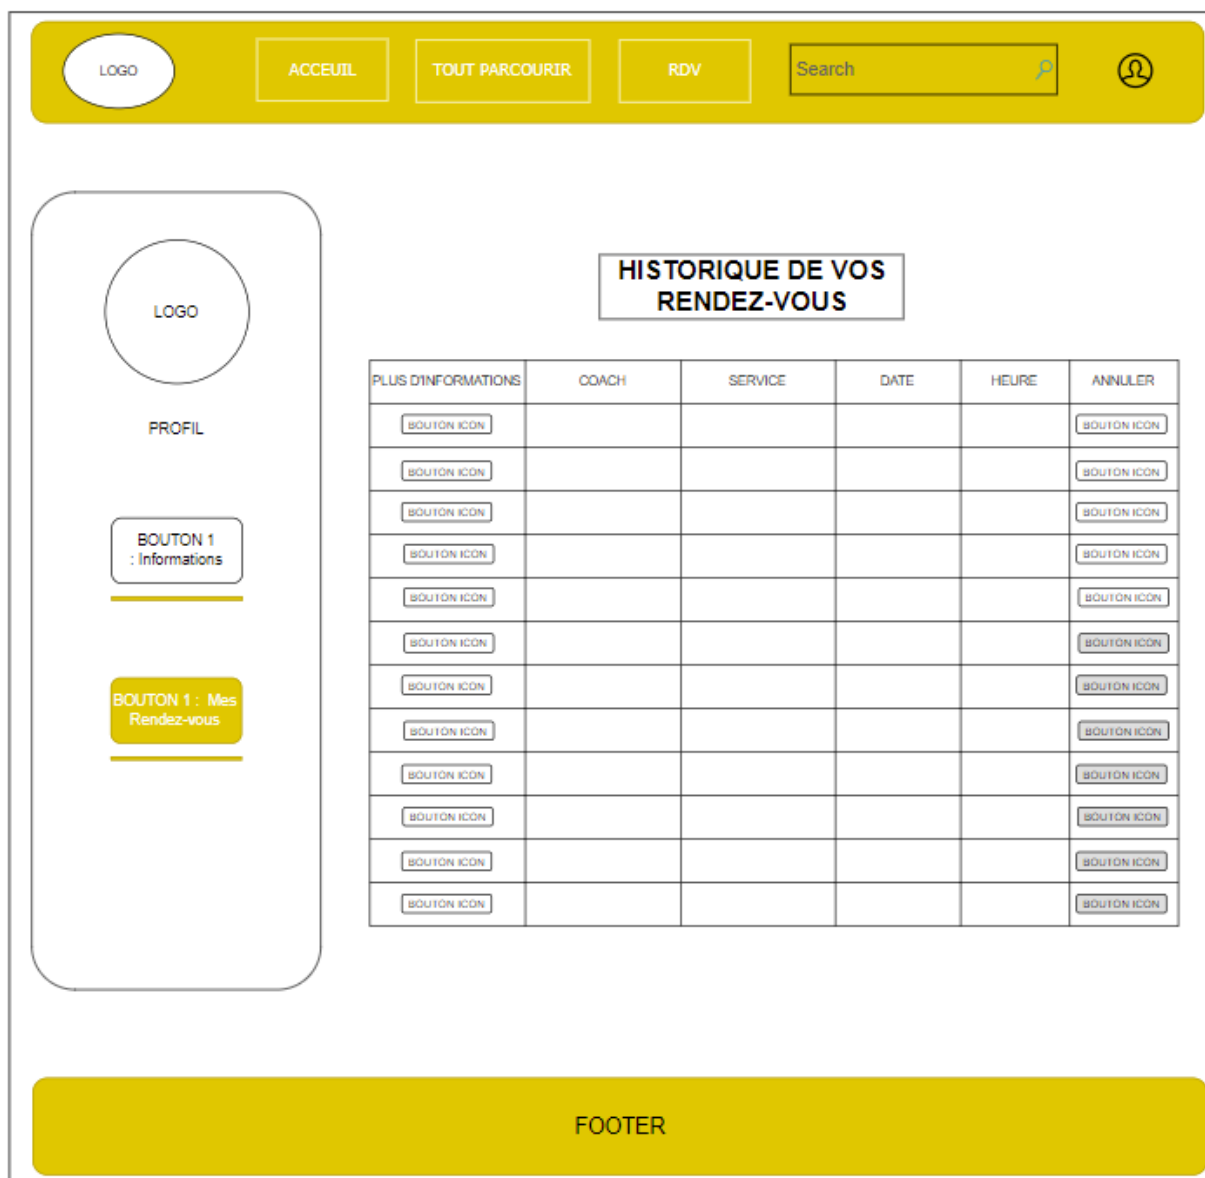 LOGO
ACCEUIL
TOUT PARCOURIR
RDV
Search
LOGO
PROFIL
BOUTON 1
: Informations
BOUTON 1 : Mes
Rendez-vous
HISTORIQUE DE VOS
RENDEZ-VOUS
PLUS D'INFORMATIONS COACH SERVICE DATE HEURE ANNULER
BOUTON ICON BOUTON ICON
BOUTON ICON BOUTON ICON
BOUTON ICON BOUTON ICON
BOUTON ICON BOUTON ICON
BOUTON ICON BOUTON ICON
BOUTON ICON BOUTON ICON
BOUTON ICON BOUTON ICON
BOUTON ICON BOUTON ICON
BOUTON ICON BOUTON ICON
BOUTON ICON BOUTON ICON
BOUTON ICON BOUTON ICON
BOUTON ICON BOUTON ICON
FOOTER